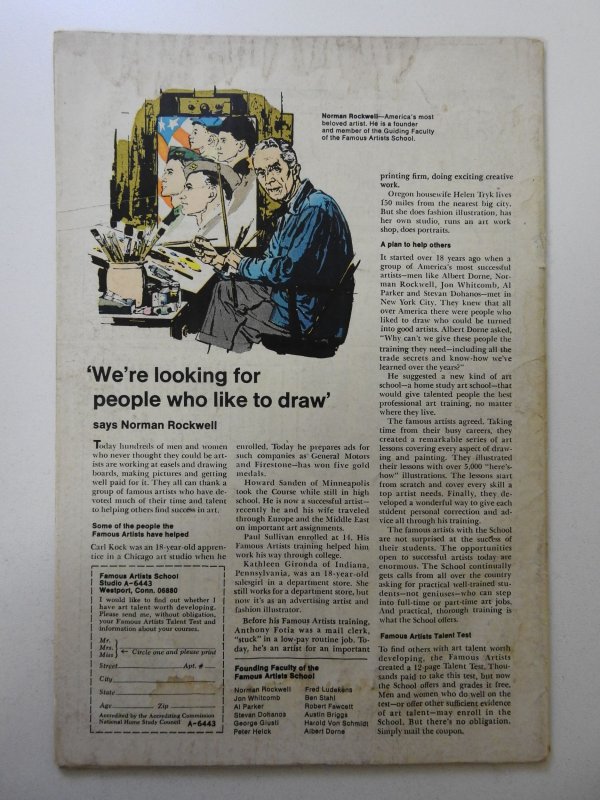 Norman Rockwell—America's most
beloved artist. He is a founder
and member of the Guiding Faculty
of the Famous Artists School.
'We're looking for
people who like to draw'
says Norman Rockwell
Today hundreds of men and women
who never thought they could be art-
ists are working at easels and drawing
boards, making pictures and getting
well paid for it. They all can thank a
group of famous artists who have de-
voted much of their time and talent
to helping others find success in art.
Some of the people the
Famous Artists have helped
Carl Kock was an 18-year-old appren-
tice in a Chicago art studio when he
Famous Artists School
Studio A-6443
Westport, Conn. 06880
I would like to find out whether I
have art talent worth developing.
Please send me, without obligation,
your Famous Artists Talent Test and
information about your courses.
Mr.
Mrs.
Miss
← Circle one and please print
Street Apt. #
City
State
Age Zip
Accredited by the Accrediting Commission
National Home Study Council A-6443
enrolled. Today he prepares ads for
such companies as General Motors
and Firestone—has won five gold
medals.
Howard Sanden of Minneapolis
took the Course while still in high
school. He is now a successful artist—
recently he and his wife traveled
through Europe and the Middle East
on important art assignments.
Paul Sullivan enrolled at 14. His
Famous Artists training helped him
work his way through college.
Kathleen Gironda of Indiana,
Pennsylvania, was an 18-year-old
salesgirl in a department store. She
still works for a department store, but
now it's as an advertising artist and
fashion illustrator.
Before his Famous Artists training,
Anthony Fotia was a mail clerk,
"stuck" in a low-pay routine job. To-
day, he's an artist for an important
Founding Faculty of the
Famous Artists School
Norman Rockwell
Jon Whitcomb
Al Parker
Stevan Dohanos
George Giusti
Peter Helck
Fred Ludekens
Ben Stahl
Robert Fawcett
Austin Briggs
Harold Von Schmidt
Albert Dorne
printing firm, doing exciting creative
work.
Oregon housewife Helen Tryk lives
150 miles from the nearest big city.
But she does fashion illustration, has
her own studio, runs an art work
shop, does portraits.
A plan to help others
It started over 18 years ago when a
group of America's most successful
artists—men like Albert Dorne, Nor-
man Rockwell, Jon Whitcomb, Al
Parker and Stevan Dohanos—met in
New York City. They knew that all
over America there were people who
liked to draw who could be turned
into good artists. Albert Dorne asked,
"Why can't we give these people the
training they need—including all the
trade secrets and know-how we've
learned over the years?"
He suggested a new kind of art
school—a home study art school—that
would give talented people the best
professional art training, no matter
where they live.
The famous artists agreed. Taking
time from their busy careers, they
created a remarkable series of art
lessons covering every aspect of draw-
ing and painting. They illustrated
their lessons with over 5,000 "here's-
how" illustrations. The lessons start
from scratch and cover every skill a
top artist needs. Finally, they de-
veloped a wonderful way to give each
student personal correction and ad-
vice all through his training.
The famous artists with the School
are not surprised at the success of
their students. The opportunities
open to successful artists today are
enormous. The School continually
gets calls from all over the country
asking for practical well-trained stu-
dents—not geniuses—who can step
into full-time or part-time art jobs.
And practical, thorough training is
what the School offers.
Famous Artists Talent Test
To find others with art talent worth
developing, the Famous Artists
created a 12-page Talent Test. Thou-
sands paid to take this test, but now
the School offers and grades it free.
Men and women who do well on the
test—or offer other sufficient evidence
of art talent—may enroll in the
School. But there's no obligation.
Simply mail the coupon.